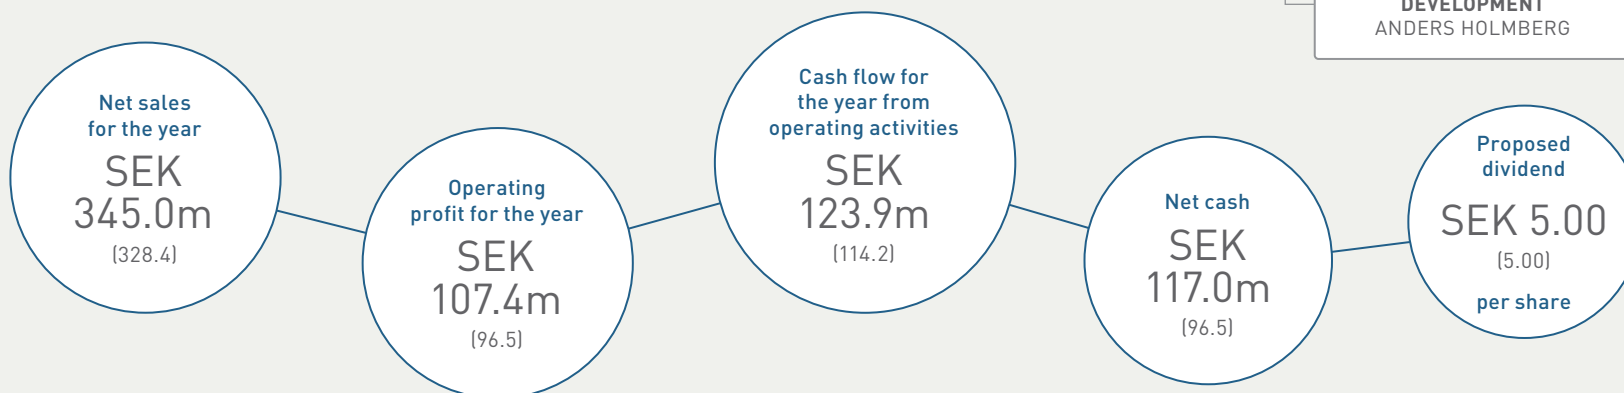 DEVELOPMENT
ANDERS HOLMBERG
Net sales
for the year
SEK
345.0m
(328.4)
Operating
profit for the year
SEK
107.4m
(96.5)
Cash flow for
the year from
operating activities
SEK
123.9m
(114.2)
Net cash
SEK
117.0m
(96.5)
Proposed
dividend
SEK 5.00
(5.00)
per share